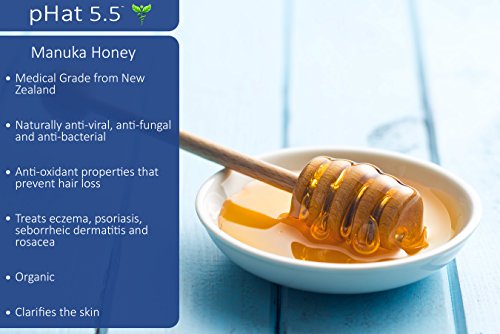 pHat 5.5™
Manuka Honey
• Medical Grade from New
Zealand
• Naturally anti-viral, anti-fungal
and anti-bacterial
• Anti-oxidant properties that
prevent hair loss
• Treats eczema, psoriasis,
seborrheic dermatitis and
rosacea
• Organic
• Clarifies the skin